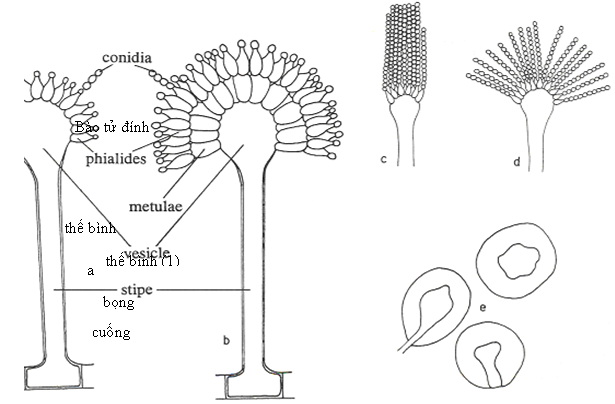 conidia
Bào tử đính
phialides
metulae
thể bình
vesicle
thể bình (1)
a
stipe
bọng
cuống
b
c
d
e